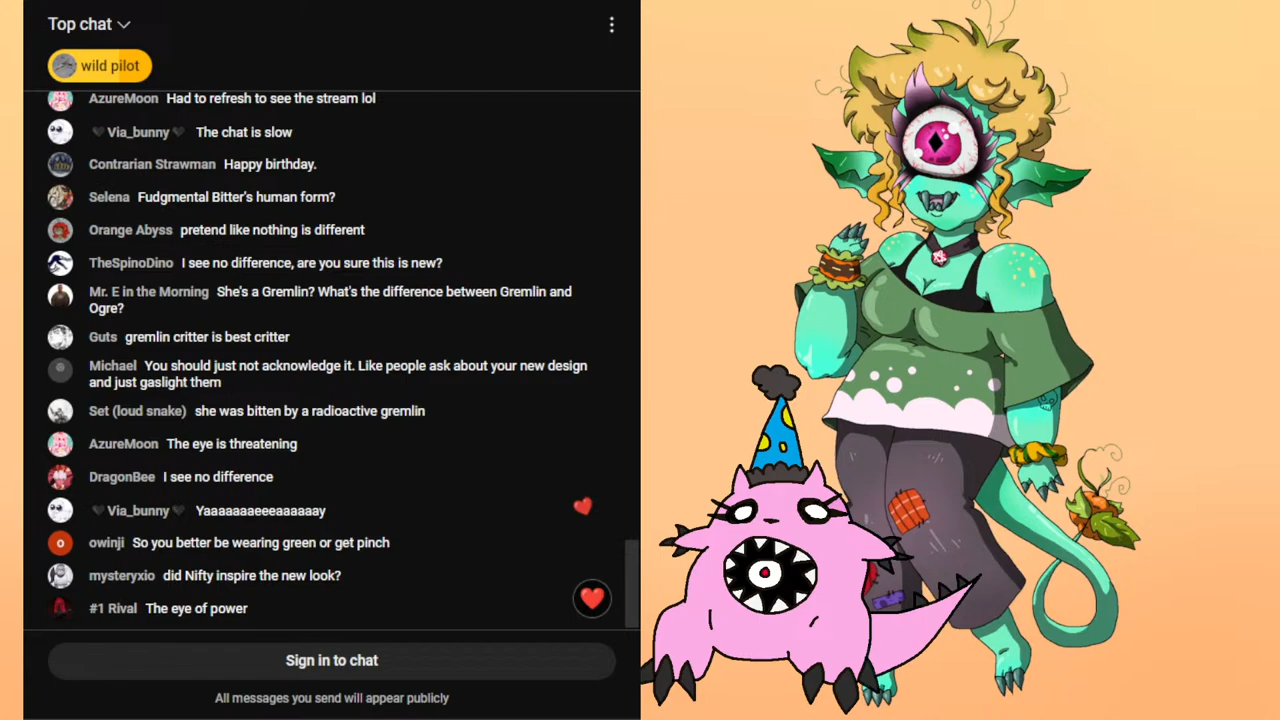 Top chat
wild pilot
AzureMoon Had to refresh to see the stream lol
🖤Via_bunny🖤 The chat is slow
Contrarian Strawman Happy birthday.
Selena Fudgmental Bitter's human form?
Orange Abyss pretend like nothing is different
TheSpinoDino I see no difference, are you sure this is new?
Mr. E in the Morning She's a Gremlin? What's the difference between Gremlin and
Ogre?
Guts gremlin critter is best critter
Michael You should just not acknowledge it. Like people ask about your new design
and just gaslight them
Set (loud snake) she was bitten by a radioactive gremlin
AzureMoon The eye is threatening
DragonBee I see no difference
🖤Via_bunny🖤 Yaaaaaaaeeeaaaaaay
o owinji So you better be wearing green or get pinch
mysteryxio did Nifty inspire the new look?
#1 Rival The eye of power
Sign in to chat
All messages you send will appear publicly